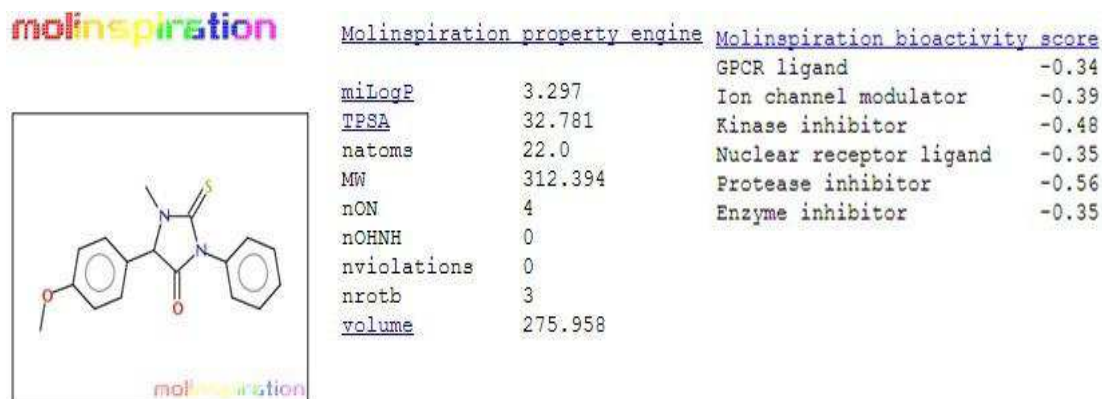 molinspiration
Molinspiration property engine
miLogP 3.297
TPSA 32.781
natoms 22.0
MW 312.394
nON 4
nOHNH 0
nviolations 0
nrotb 3
volume 275.958
Molinspiration bioactivity score
GPCR ligand -0.34
Ion channel modulator -0.39
Kinase inhibitor -0.48
Nuclear receptor ligand -0.35
Protease inhibitor -0.56
Enzyme inhibitor -0.35
S
N
N
O
O
molinspiration